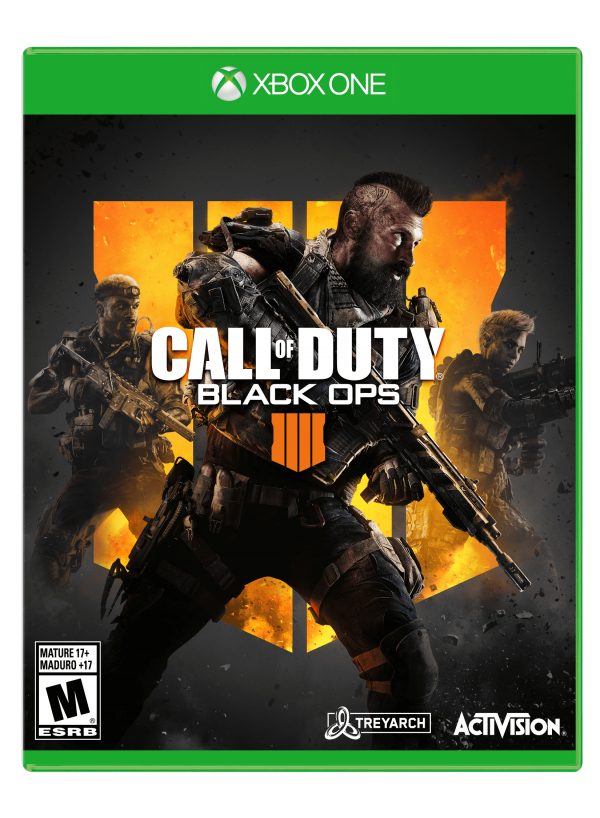 XBOX ONE
CALL OF DUTY®
BLACK OPS
IIII
MATURE 17+
MADURO +17
M
ESRB
TREYARCH
ACTIVISION